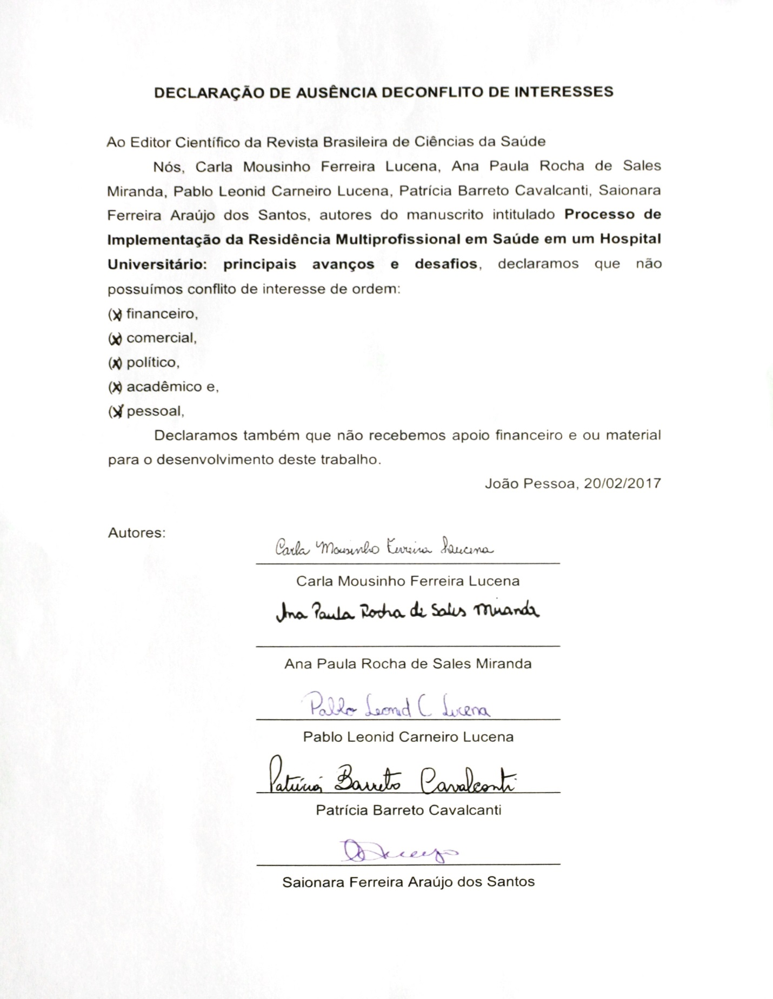 DECLARAÇÃO DE AUSÊNCIA DECONFLITO DE INTERESSES
Ao Editor Científico da Revista Brasileira de Ciências da Saúde
Nós, Carla Mousinho Ferreira Lucena, Ana Paula Rocha de Sales
Miranda, Pablo Leonid Carneiro Lucena, Patrícia Barreto Cavalcanti, Saionara
Ferreira Araújo dos Santos, autores do manuscrito intitulado Processo de
Implementação da Residência Multiprofissional em Saúde em um Hospital
Universitário: principais avanços e desafios, declaramos que não
possuímos conflito de interesse de ordem:
(x) financeiro,
(x) comercial,
(x) político,
(x) acadêmico e,
(x) pessoal,
Declaramos também que não recebemos apoio financeiro e ou material
para o desenvolvimento deste trabalho.
João Pessoa, 20/02/2017
Autores:
Carla Mousinho Ferreira Lucena
Carla Mousinho Ferreira Lucena
Ana Paula Rocha de Sales Miranda
Ana Paula Rocha de Sales Miranda
Pablo Leonid C Lucena
Pablo Leonid Carneiro Lucena
Patrícia Barreto Cavalcanti
Patrícia Barreto Cavalcanti
Saionara Ferreira Araújo dos Santos